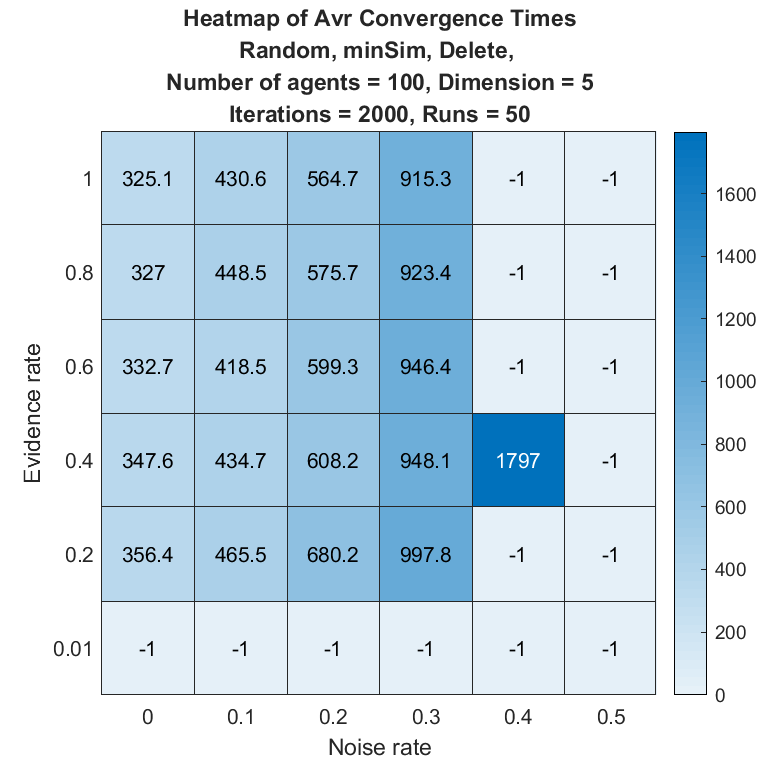 Heatmap of Avr Convergence Times
Random, minSim, Delete,
Number of agents = 100, Dimension = 5
Iterations = 2000, Runs = 50
1 325.1 430.6 564.7 915.3 -1 -1
0.8 327 448.5 575.7 923.4 -1 -1
0.6 332.7 418.5 599.3 946.4 -1 -1
0.4 347.6 434.7 608.2 948.1 1797 -1
0.2 356.4 465.5 680.2 997.8 -1 -1
0.01 -1 -1 -1 -1 -1 -1
0 0.1 0.2 0.3 0.4 0.5
Noise rate
Evidence rate
1600
1400
1200
1000
800
600
400
200
0